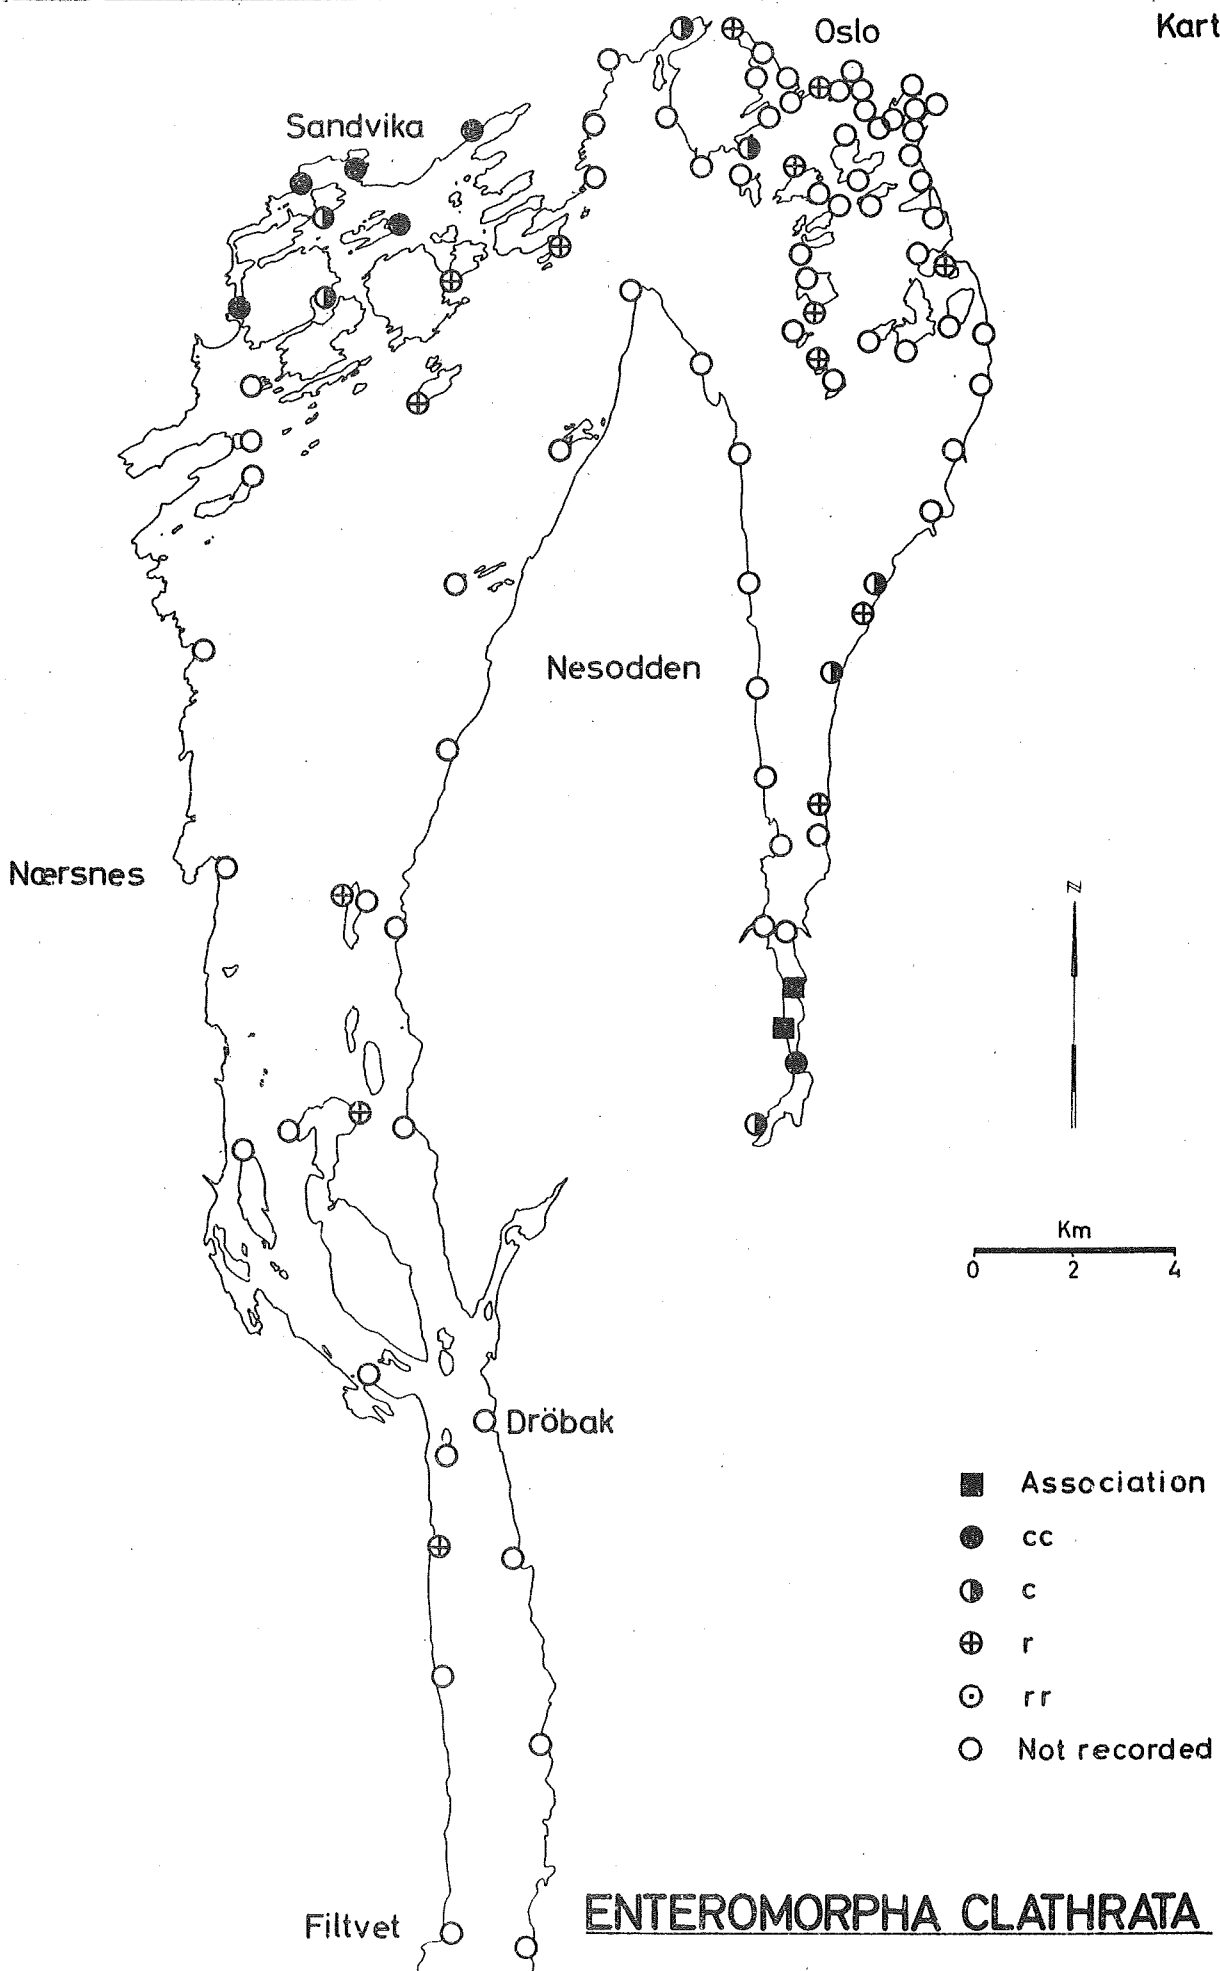 Kart
Oslo
Sandvika
Nesodden
Nærsnes
N
Km
0 2 4
Dröbak
Association
cc
c
r
rr
Not recorded
Filtvet
ENTEROMORPHA CLATHRATA